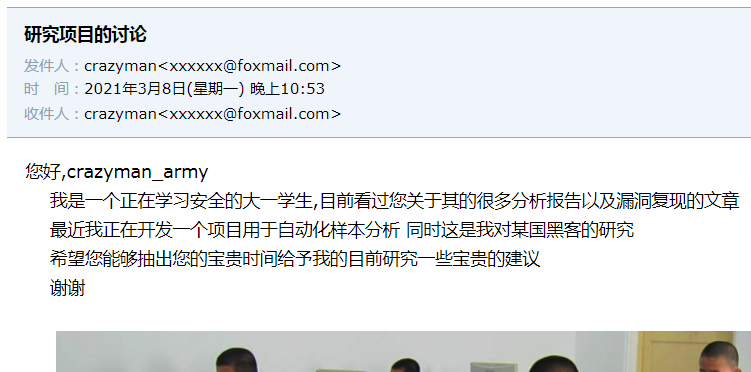 研究项目的讨论
发件人：crazyman<xxxxxx@foxmail.com>
时　间：2021年3月8日(星期一) 晚上10:53
收件人：crazyman<xxxxxx@foxmail.com>
您好,crazyman_army
我是一个正在学习安全的大一学生,目前看过您关于其的很多分析报告以及漏洞复现的文章
最近我正在开发一个项目用于自动化样本分析 同时这是我对某国黑客的研究
希望您能够抽出您的宝贵时间给予我的目前研究一些宝贵的建议
谢谢